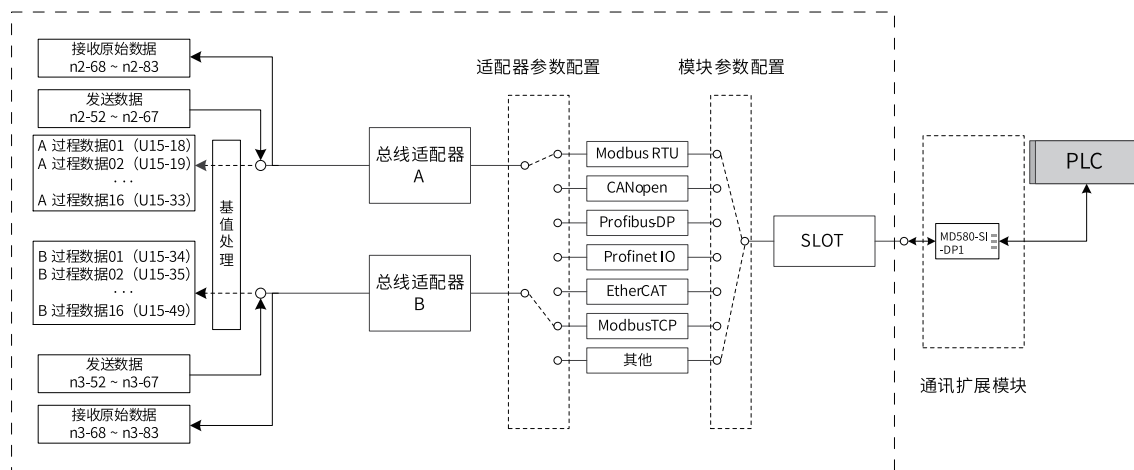 接收原始数据
n2-68 ~ n2-83
发送数据
n2-52 ~ n2-67
A 过程数据01（U15-18）
A 过程数据02（U15-19）
···
A 过程数据16（U15-33）
基值处理
B 过程数据01（U15-34）
B 过程数据02（U15-35）
···
B 过程数据16（U15-49）
发送数据
n3-52 ~ n3-67
接收原始数据
n3-68 ~ n3-83
总线适配器
A
总线适配器
B
适配器参数配置
模块参数配置
Modbus RTU
CANopen
Profibus-DP
Profinet IO
EtherCAT
ModbusTCP
其他
SLOT
MD580-SI
-DP1
PLC
通讯扩展模块